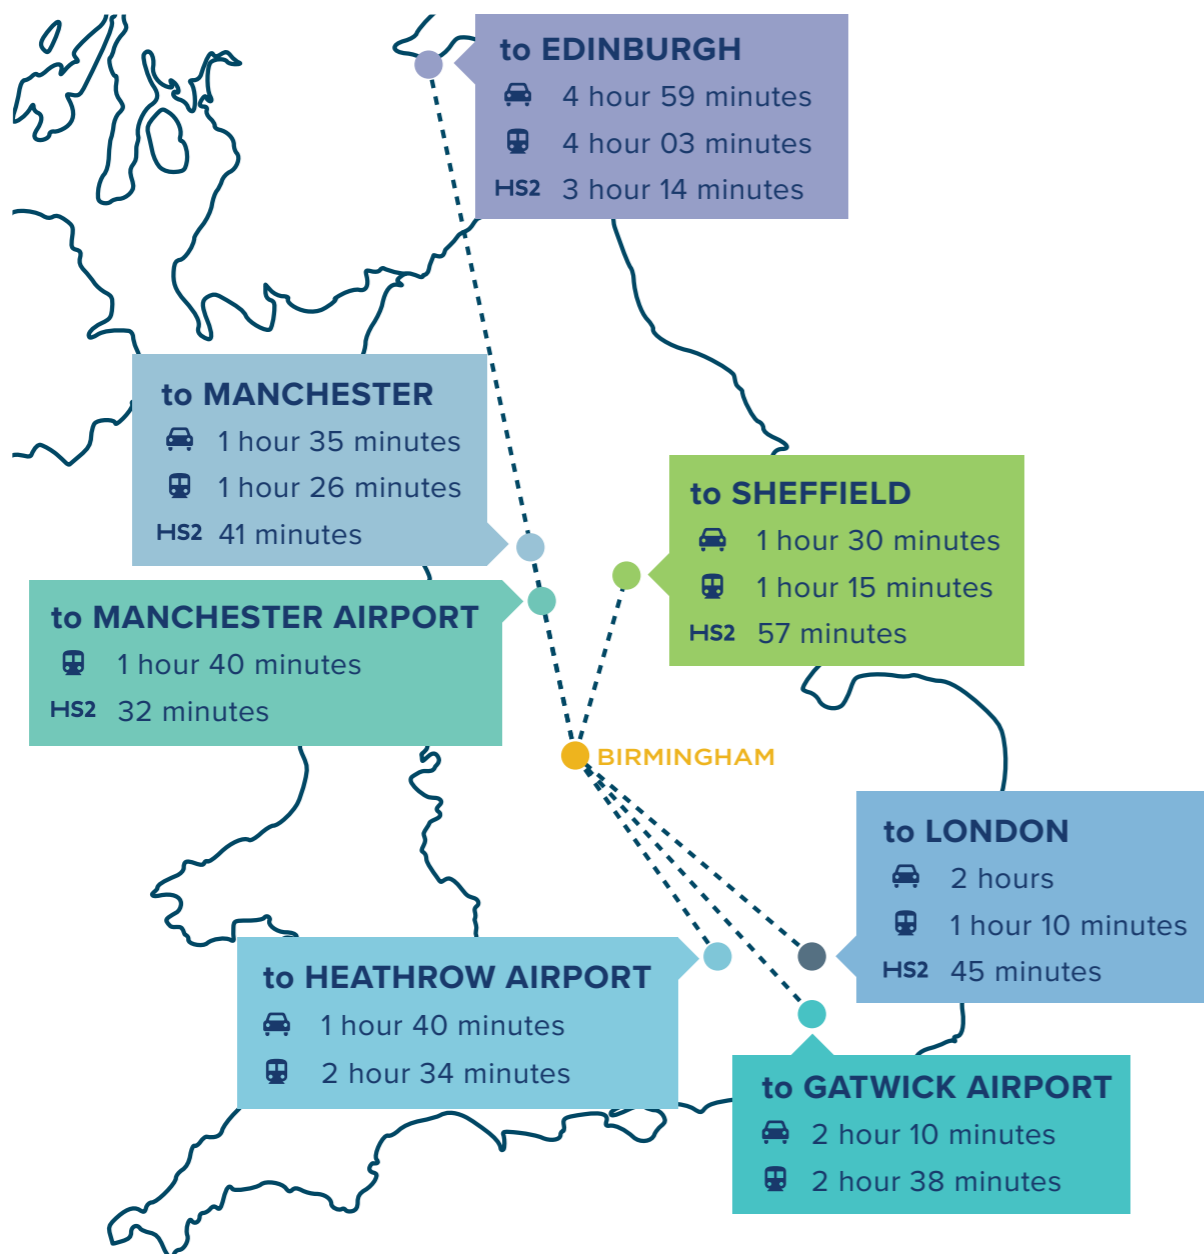 to EDINBURGH
4 hour 59 minutes
4 hour 03 minutes
HS2 3 hour 14 minutes
to MANCHESTER
1 hour 35 minutes
1 hour 26 minutes
HS2 41 minutes
to SHEFFIELD
1 hour 30 minutes
1 hour 15 minutes
HS2 57 minutes
to MANCHESTER AIRPORT
1 hour 40 minutes
HS2 32 minutes
BIRMINGHAM
to LONDON
2 hours
1 hour 10 minutes
HS2 45 minutes
to HEATHROW AIRPORT
1 hour 40 minutes
2 hour 34 minutes
to GATWICK AIRPORT
2 hour 10 minutes
2 hour 38 minutes